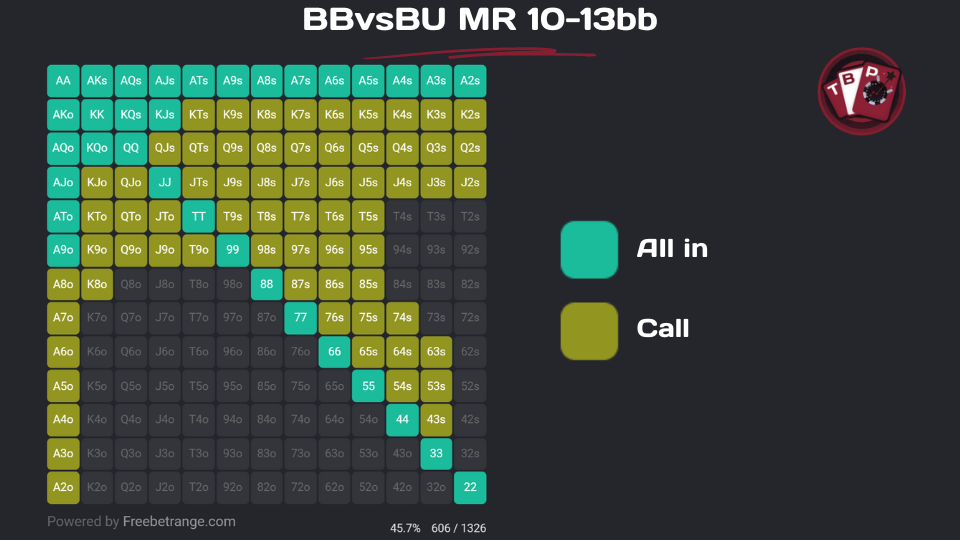 BBvsBU MR 10-13bb
AA AKs AQs AJs ATs A9s A8s A7s A6s A5s A4s A3s A2s
AKo KK KQs KJs KTs K9s K8s K7s K6s K5s K4s K3s K2s
AQo KQo QQ QJs QTs Q9s Q8s Q7s Q6s Q5s Q4s Q3s Q2s
AJo KJo QJo JJ JTs J9s J8s J7s J6s J5s J4s J3s J2s
ATo KTo QTo JTo TT T9s T8s T7s T6s T5s T4s T3s T2s
A9o K9o Q9o J9o T9o 99 98s 97s 96s 95s 94s 93s 92s
A8o K8o Q8o J8o T8o 98o 88 87s 86s 85s 84s 83s 82s
A7o K7o Q7o J7o T7o 97o 87o 77 76s 75s 74s 73s 72s
A6o K6o Q6o J6o T6o 96o 86o 76o 66 65s 64s 63s 62s
A5o K5o Q5o J5o T5o 95o 85o 75o 65o 55 54s 53s 52s
A4o K4o Q4o J4o T4o 94o 84o 74o 64o 54o 44 43s 42s
A3o K3o Q3o J3o T3o 93o 83o 73o 63o 53o 43o 33 32s
A2o K2o Q2o J2o T2o 92o 82o 72o 62o 52o 42o 32o 22
Powered by Freebetrange.com
45.7% 606 / 1326
TBP
All in
Call